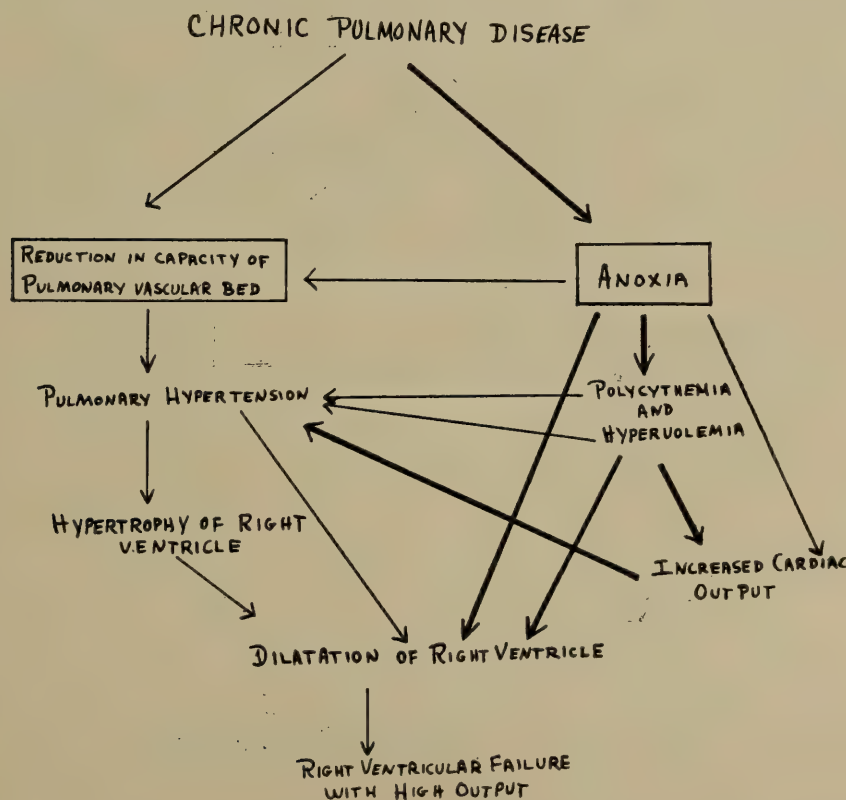 CHRONIC PULMONARY DISEASE
REDUCTION IN CAPACITY OF
PULMONARY VASCULAR BED
ANOXIA
PULMONARY HYPERTENSION
POLYCYTHEMIA
AND
HYPERVOLEMIA
HYPERTROPHY OF RIGHT
VENTRICLE
INCREASED CARDIAC
OUTPUT
DILATATION OF RIGHT VENTRICLE
RIGHT VENTRICULAR FAILURE
WITH HIGH OUTPUT